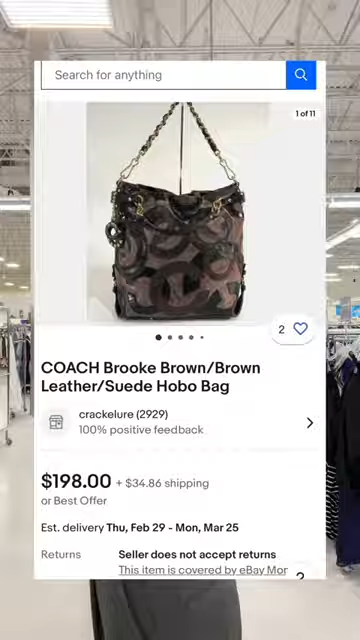 Search for anything
1 of 11
2
COACH Brooke Brown/Brown
Leather/Suede Hobo Bag
crackelure (2929)
100% positive feedback
$198.00 + $34.86 shipping
or Best Offer
Est. delivery Thu, Feb 29 - Mon, Mar 25
Returns Seller does not accept returns
This item is covered by eBay Mon